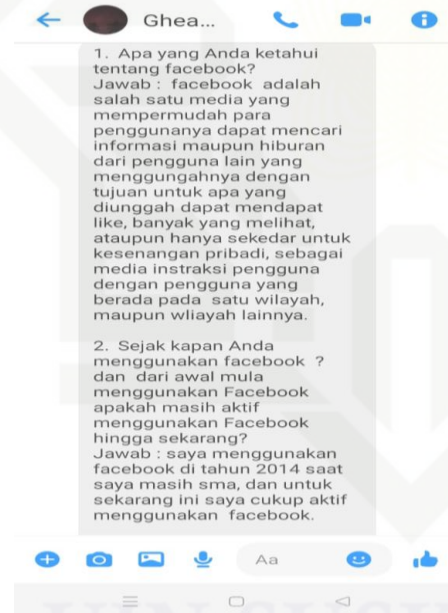 Ghea...
1. Apa yang Anda ketahui
tentang facebook?
Jawab : facebook adalah
salah satu media yang
mempermudah para
penggunanya dapat mencari
informasi maupun hiburan
dari pengguna lain yang
menggungahnya dengan
tujuan untuk apa yang
diunggah dapat mendapat
like, banyak yang melihat,
ataupun hanya sekedar untuk
kesenangan pribadi, sebagai
media instraksi pengguna
dengan pengguna yang
berada pada satu wilayah,
maupun wliayah lainnya.
2. Sejak kapan Anda
menggunakan facebook ?
dan dari awal mula
menggunakan Facebook
apakah masih aktif
menggunakan Facebook
hingga sekarang?
Jawab : saya menggunakan
facebook di tahun 2014 saat
saya masih sma, dan untuk
sekarang ini saya cukup aktif
menggunakan facebook.
Aa